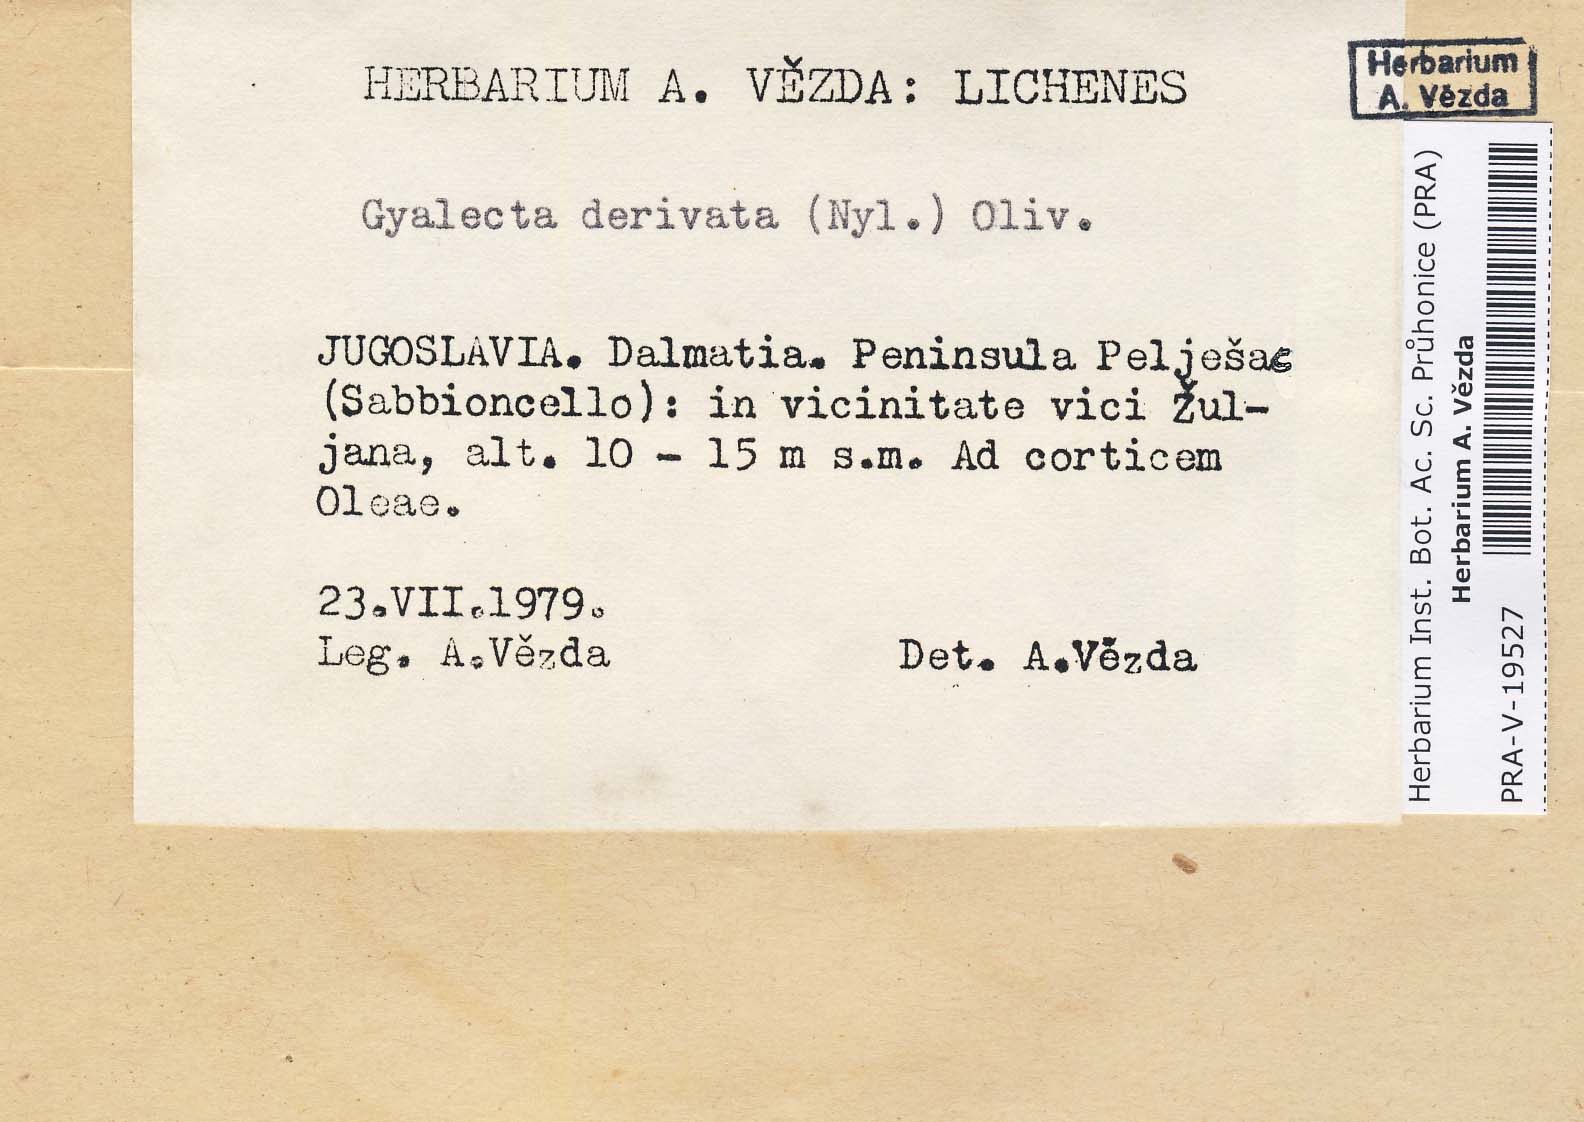 HERBARIUM A. VĚZDA: LICHENES
Gyalecta derivata (Nyl.) Oliv.
JUGOSLAVIA. Dalmatia. Peninsula Pelješac
(Sabbioncello): in vicinitate vici Žul-
jana, alt. 10 - 15 m s.m. Ad corticem
Oleae.
23.VII.1979.
Leg. A.Vězda Det. A.Vězda
Herbarium
A. Vězda
Herbarium Inst. Bot. Ac. Sc. Průhonice (PRA)
Herbarium A. Vězda
PRA-V-19527